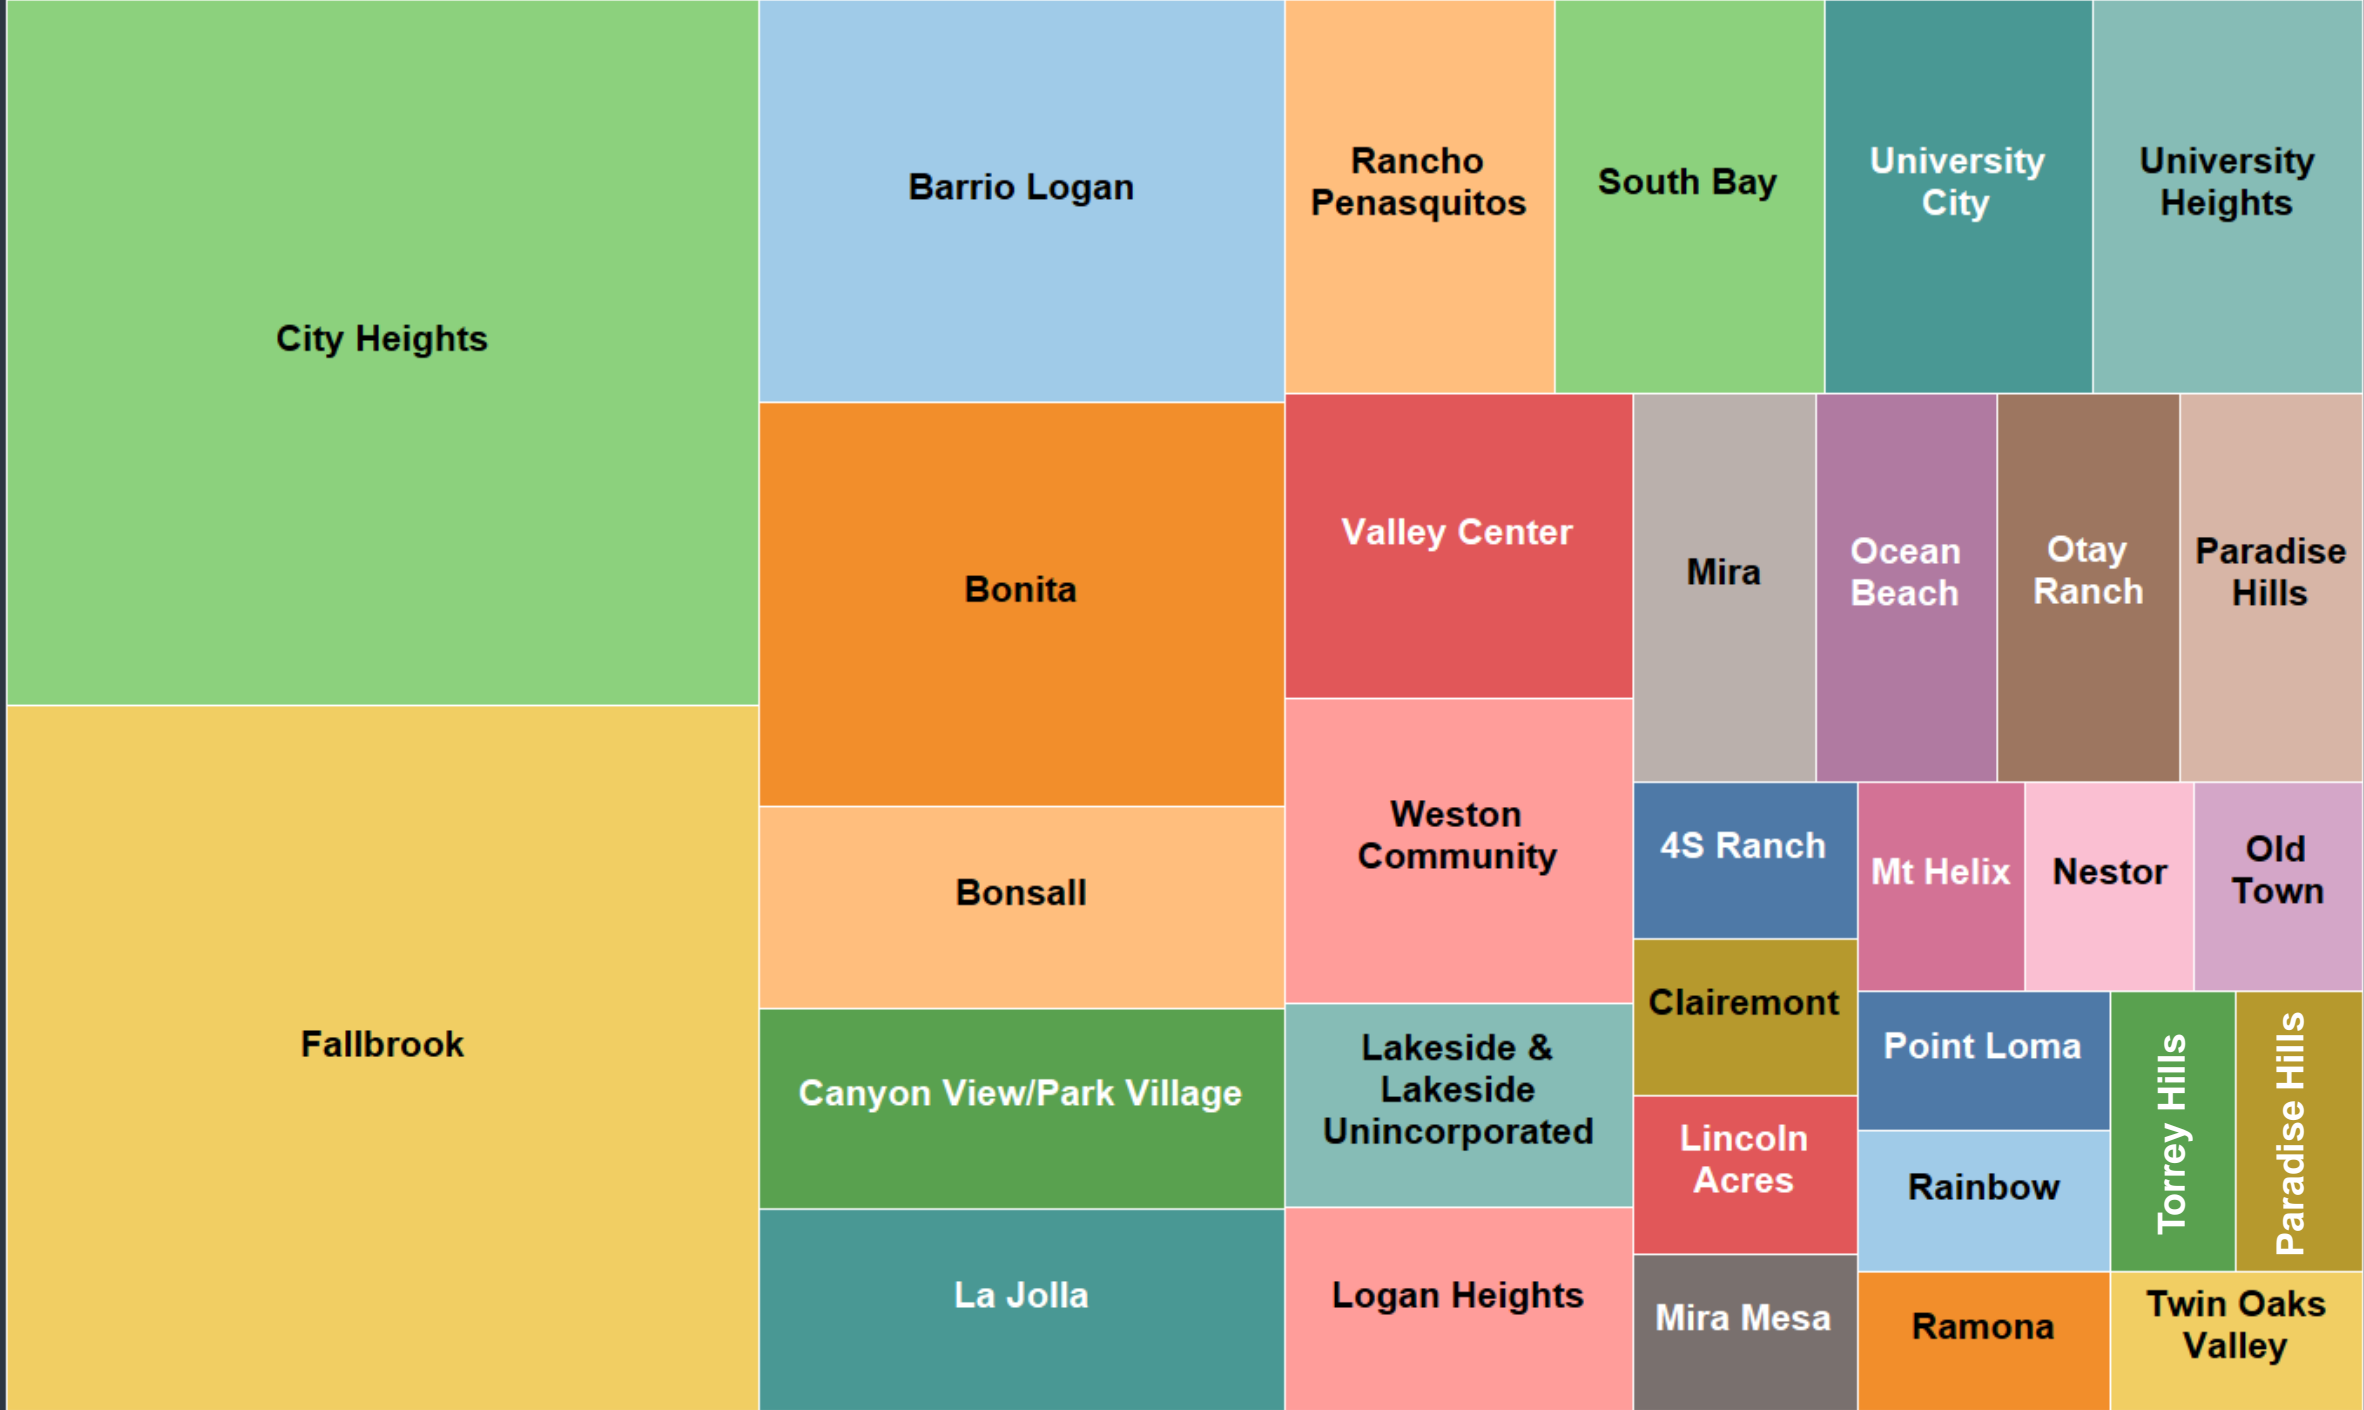 City Heights
Fallbrook
Barrio Logan
Bonita
Bonsall
Canyon View/Park Village
La Jolla
Rancho
Penasquitos
South Bay
University
City
University
Heights
Valley Center
Weston
Community
Lakeside &
Lakeside
Unincorporated
Logan Heights
Mira
Ocean
Beach
Otay
Ranch
Paradise
Hills
4S Ranch
Clairemont
Lincoln
Acres
Mira Mesa
Mt Helix
Nestor
Old
Town
Point Loma
Rainbow
Ramona
Torrey Hills
Paradise Hills
Twin Oaks
Valley